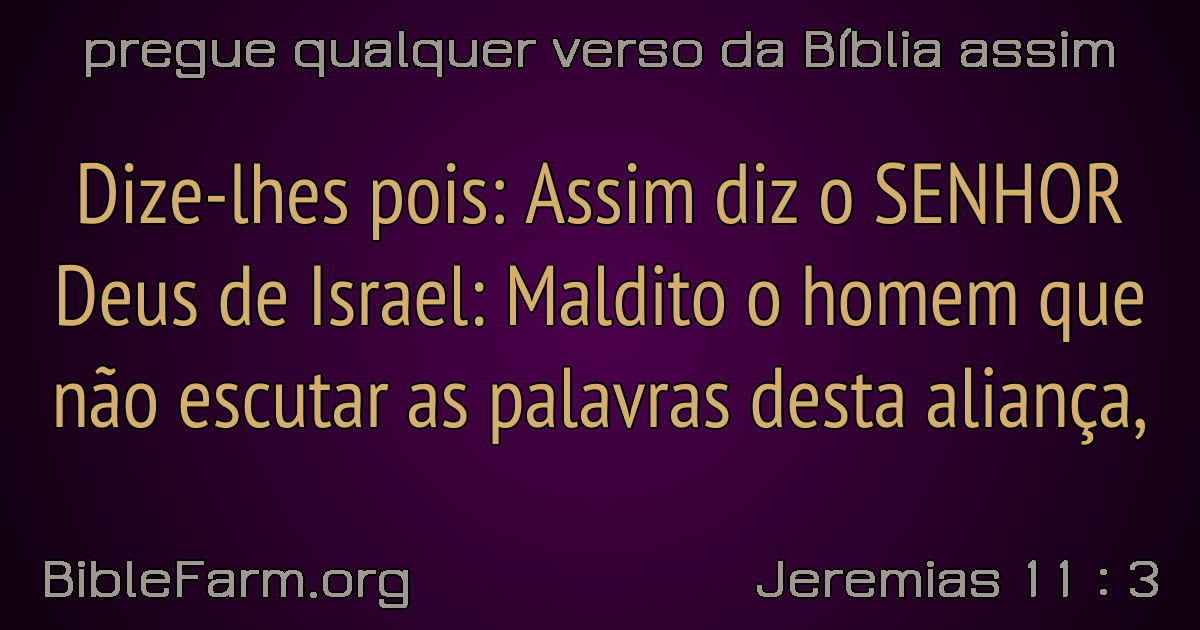 pregue qualquer verso da Bíblia assim
Dize-lhes pois: Assim diz o SENHOR
Deus de Israel: Maldito o homem que
não escutar as palavras desta aliança,
BibleFarm.org
Jeremias 11 : 3